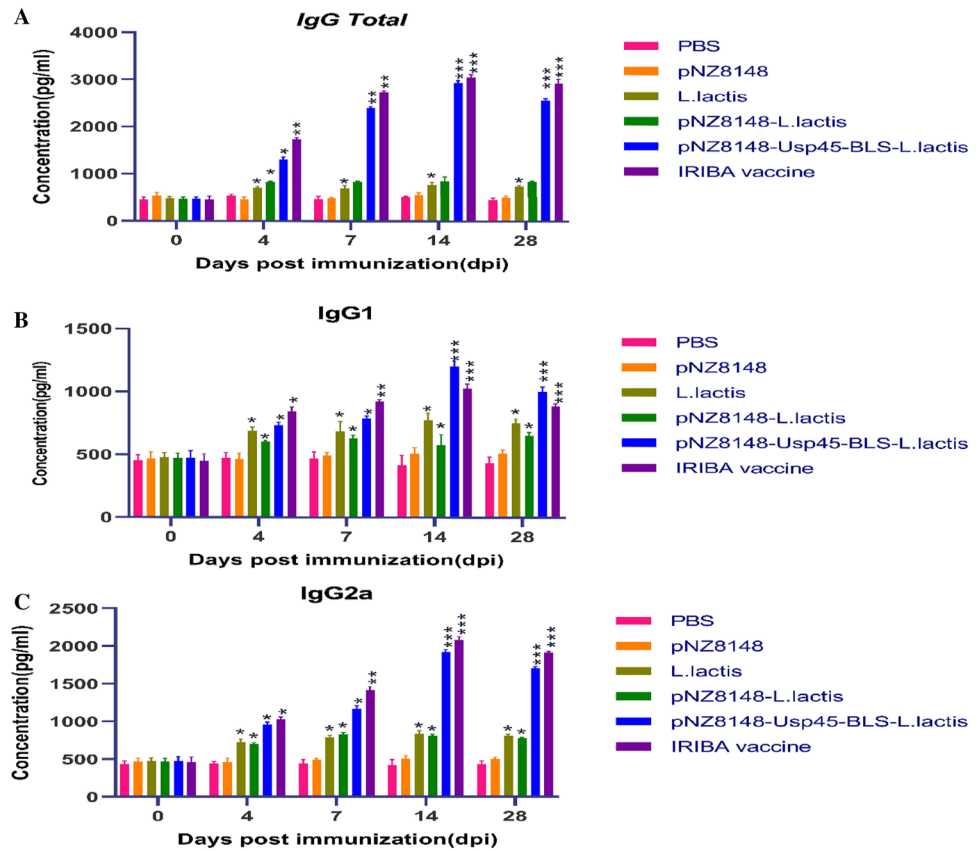 A
IgG Total
Concentration(pg/ml)
4000
3000
2000
1000
0
* * ** **
* ** **
* *** ***
* *** ***
0 4 7 14 28
Days post immunization(dpi)
PBS
pNZ8148
L.lactis
pNZ8148-L.lactis
pNZ8148-Usp45-BLS-L.lactis
IRIBA vaccine
B
IgG1
Concentration(pg/ml)
1500
1000
500
0
* * * *
* * * **
* * *** ***
* * *** ***
0 4 7 14 28
Days post immunization(dpi)
PBS
pNZ8148
L.lactis
pNZ8148-L.lactis
pNZ8148-Usp45-BLS-L.lactis
IRIBA vaccine
C
IgG2a
Concentration(pg/ml)
2500
2000
1500
1000
500
0
* * * *
* * * **
* * *** ***
* * *** ***
0 4 7 14 28
Days post immunization(dpi)
PBS
pNZ8148
L.lactis
pNZ8148-L.lactis
pNZ8148-Usp45-BLS-L.lactis
IRIBA vaccine